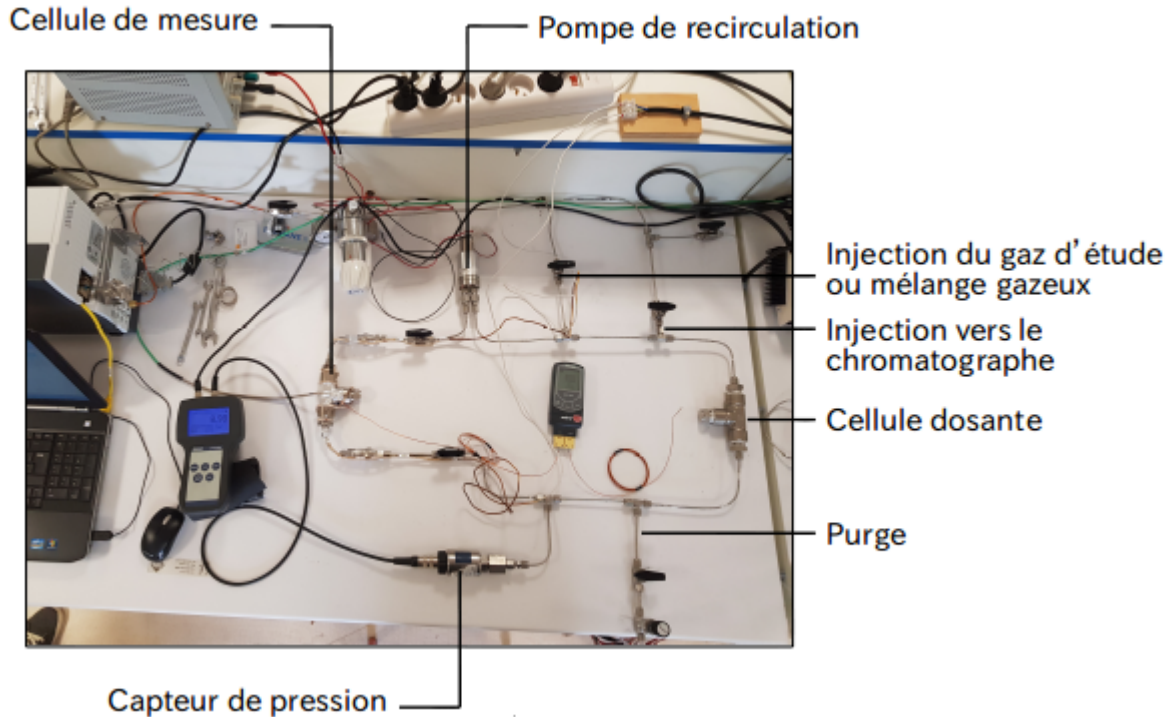 Cellule de mesure
Pompe de recirculation
Injection du gaz d'étude
ou mélange gazeux
Injection vers le
chromatographe
Cellule dosante
Purge
Capteur de pression